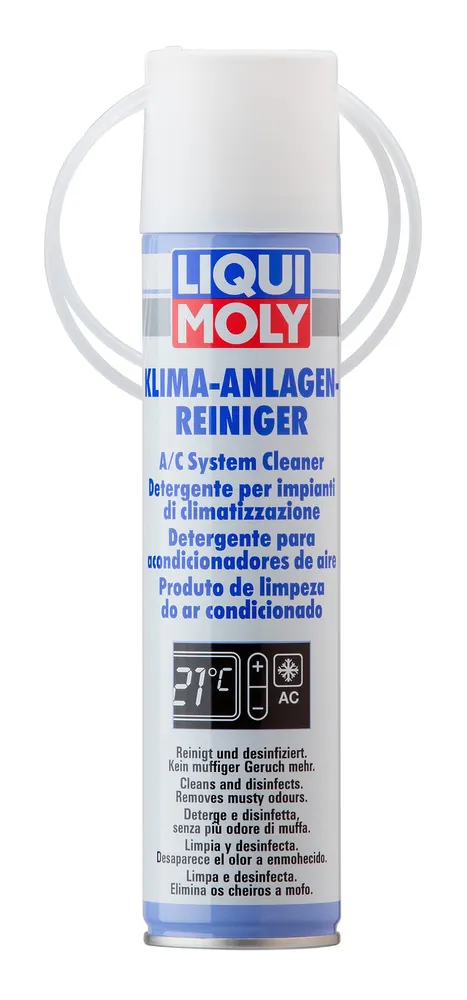 LIQUI
MOLY
KLIMA-ANLAGEN-
REINIGER
A/C System Cleaner
Detergente per impianti
di climatizzazione
Detergente para
acondicionadores de aire
Produto de limpeza
do ar condicionado
21°C
+
-
AC
Reinigt und desinfiziert.
Kein muffiger Geruch mehr.
Cleans and disinfects.
Removes musty odours.
Deterge e disinfetta,
senza più odore di muffa.
Limpia y desinfecta.
Desaparece el olor a enmohecido.
Limpa e desinfecta.
Elimina os cheiros a mofo.